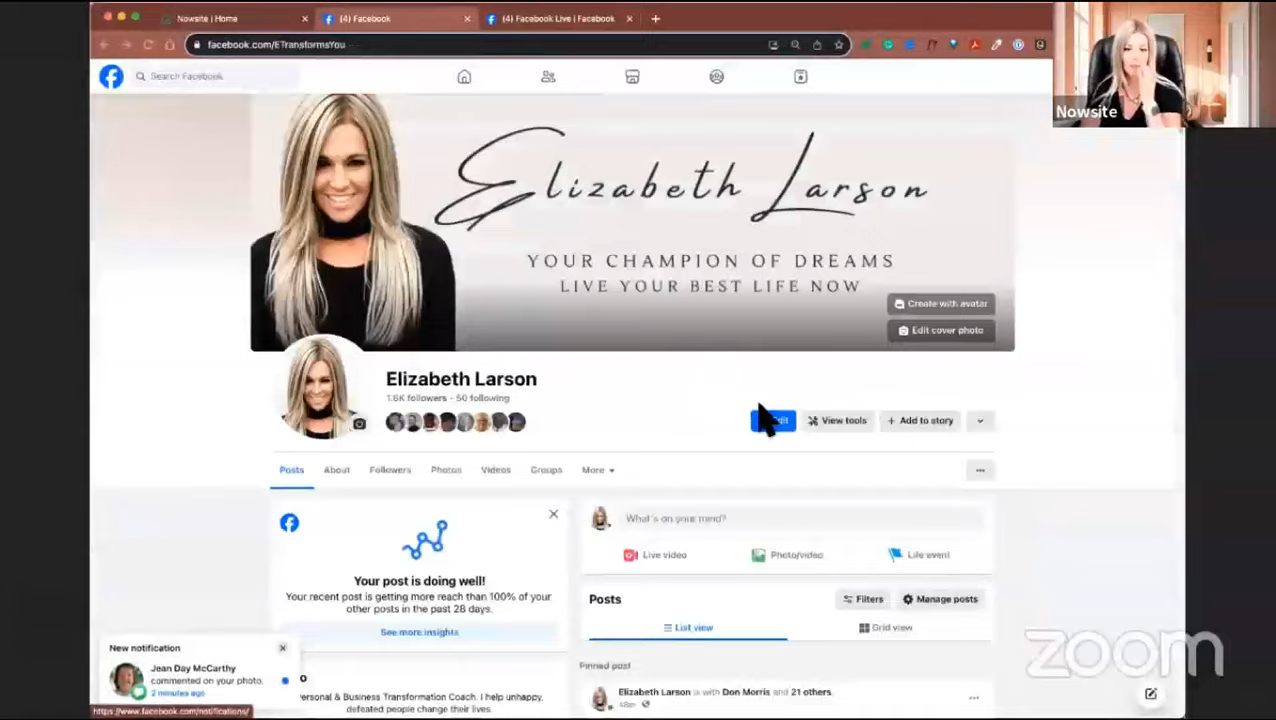 Nowsite | Home
(4) Facebook
(4) Facebook Live | Facebook
facebook.com/ETransformsYou
Search Facebook
Nowsite
Elizabeth Larson
YOUR CHAMPION OF DREAMS
LIVE YOUR BEST LIFE NOW
Create with avatar
Edit cover photo
Elizabeth Larson
1.6K followers • 50 following
View tools
+ Add to story
Posts
About
Followers
Photos
Videos
Groups
More
Your post is doing well!
Your recent post is getting more reach than 100% of your
other posts in the past 28 days.
See more insights
What's on your mind?
Live video
Photo/video
Life event
Posts
Filters
Manage posts
List view
Grid view
Pinned post
Elizabeth Larson is with Don Morris and 21 others.
48m
New notification
Jean Day McCarthy
commented on your photo.
2 minutes ago
ersonal & Business Transformation Coach. I help unhappy,
defeated people change their lives.
https://www.facebook.com/notifications/
zoom